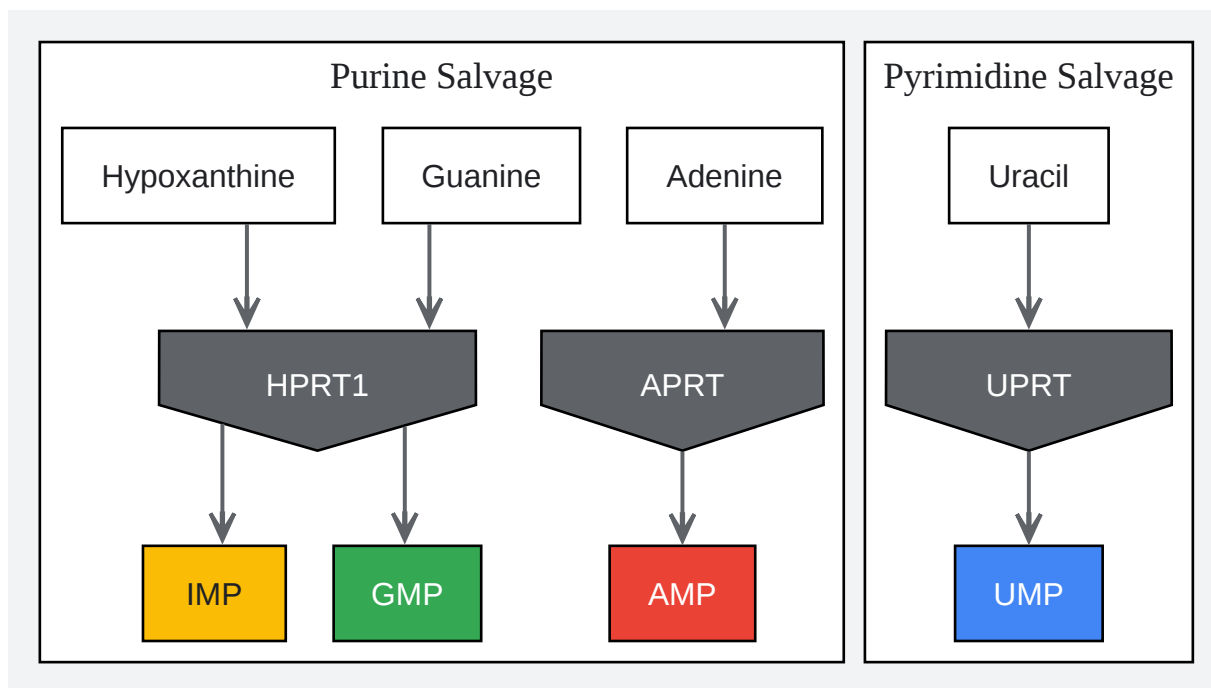 Purine Salvage
Hypoxanthine
Guanine
Adenine
HPRT1
APRT
IMP
GMP
AMP
Pyrimidine Salvage
Uracil
UPRT
UMP